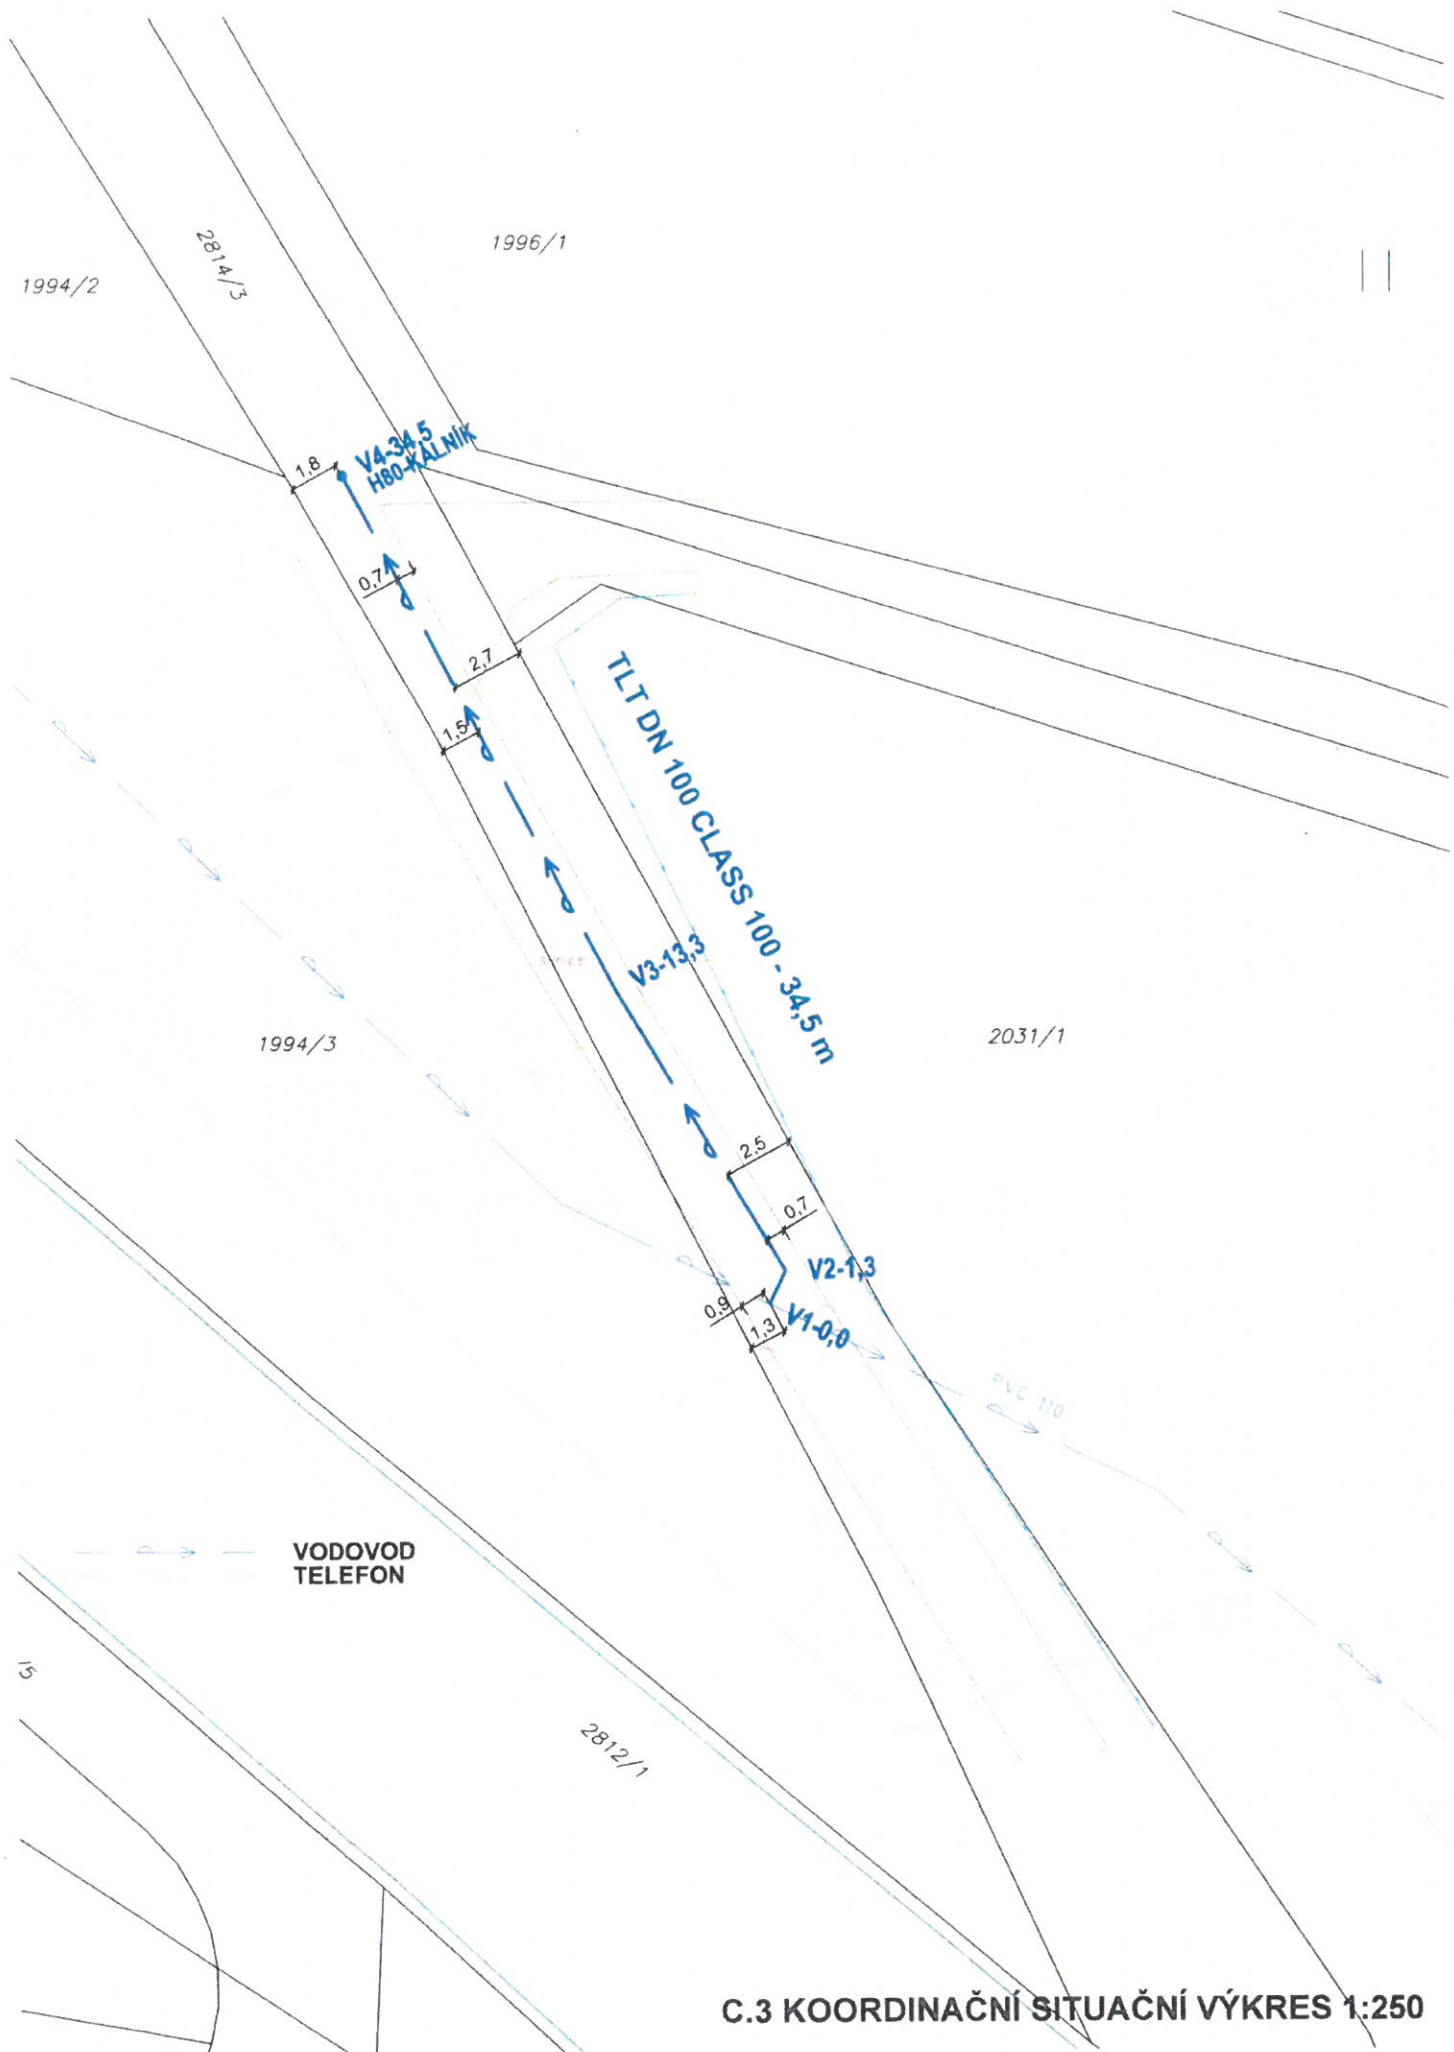 1996/1
2814/3
1994/2
V4-34,5
H80-KALNÍK
1,8
0,7
2,7
1,5
TLT DN 100 CLASS 100 - 34,5 m
V3-13,3
1994/3
2031/1
2,5
0,7
V2-1,3
0,9
1,3
V1-0,0
PVC 110
VODOVOD
TELEFON
2812/1
C.3 KOORDINAČNÍ SITUAČNÍ VÝKRES 1:250